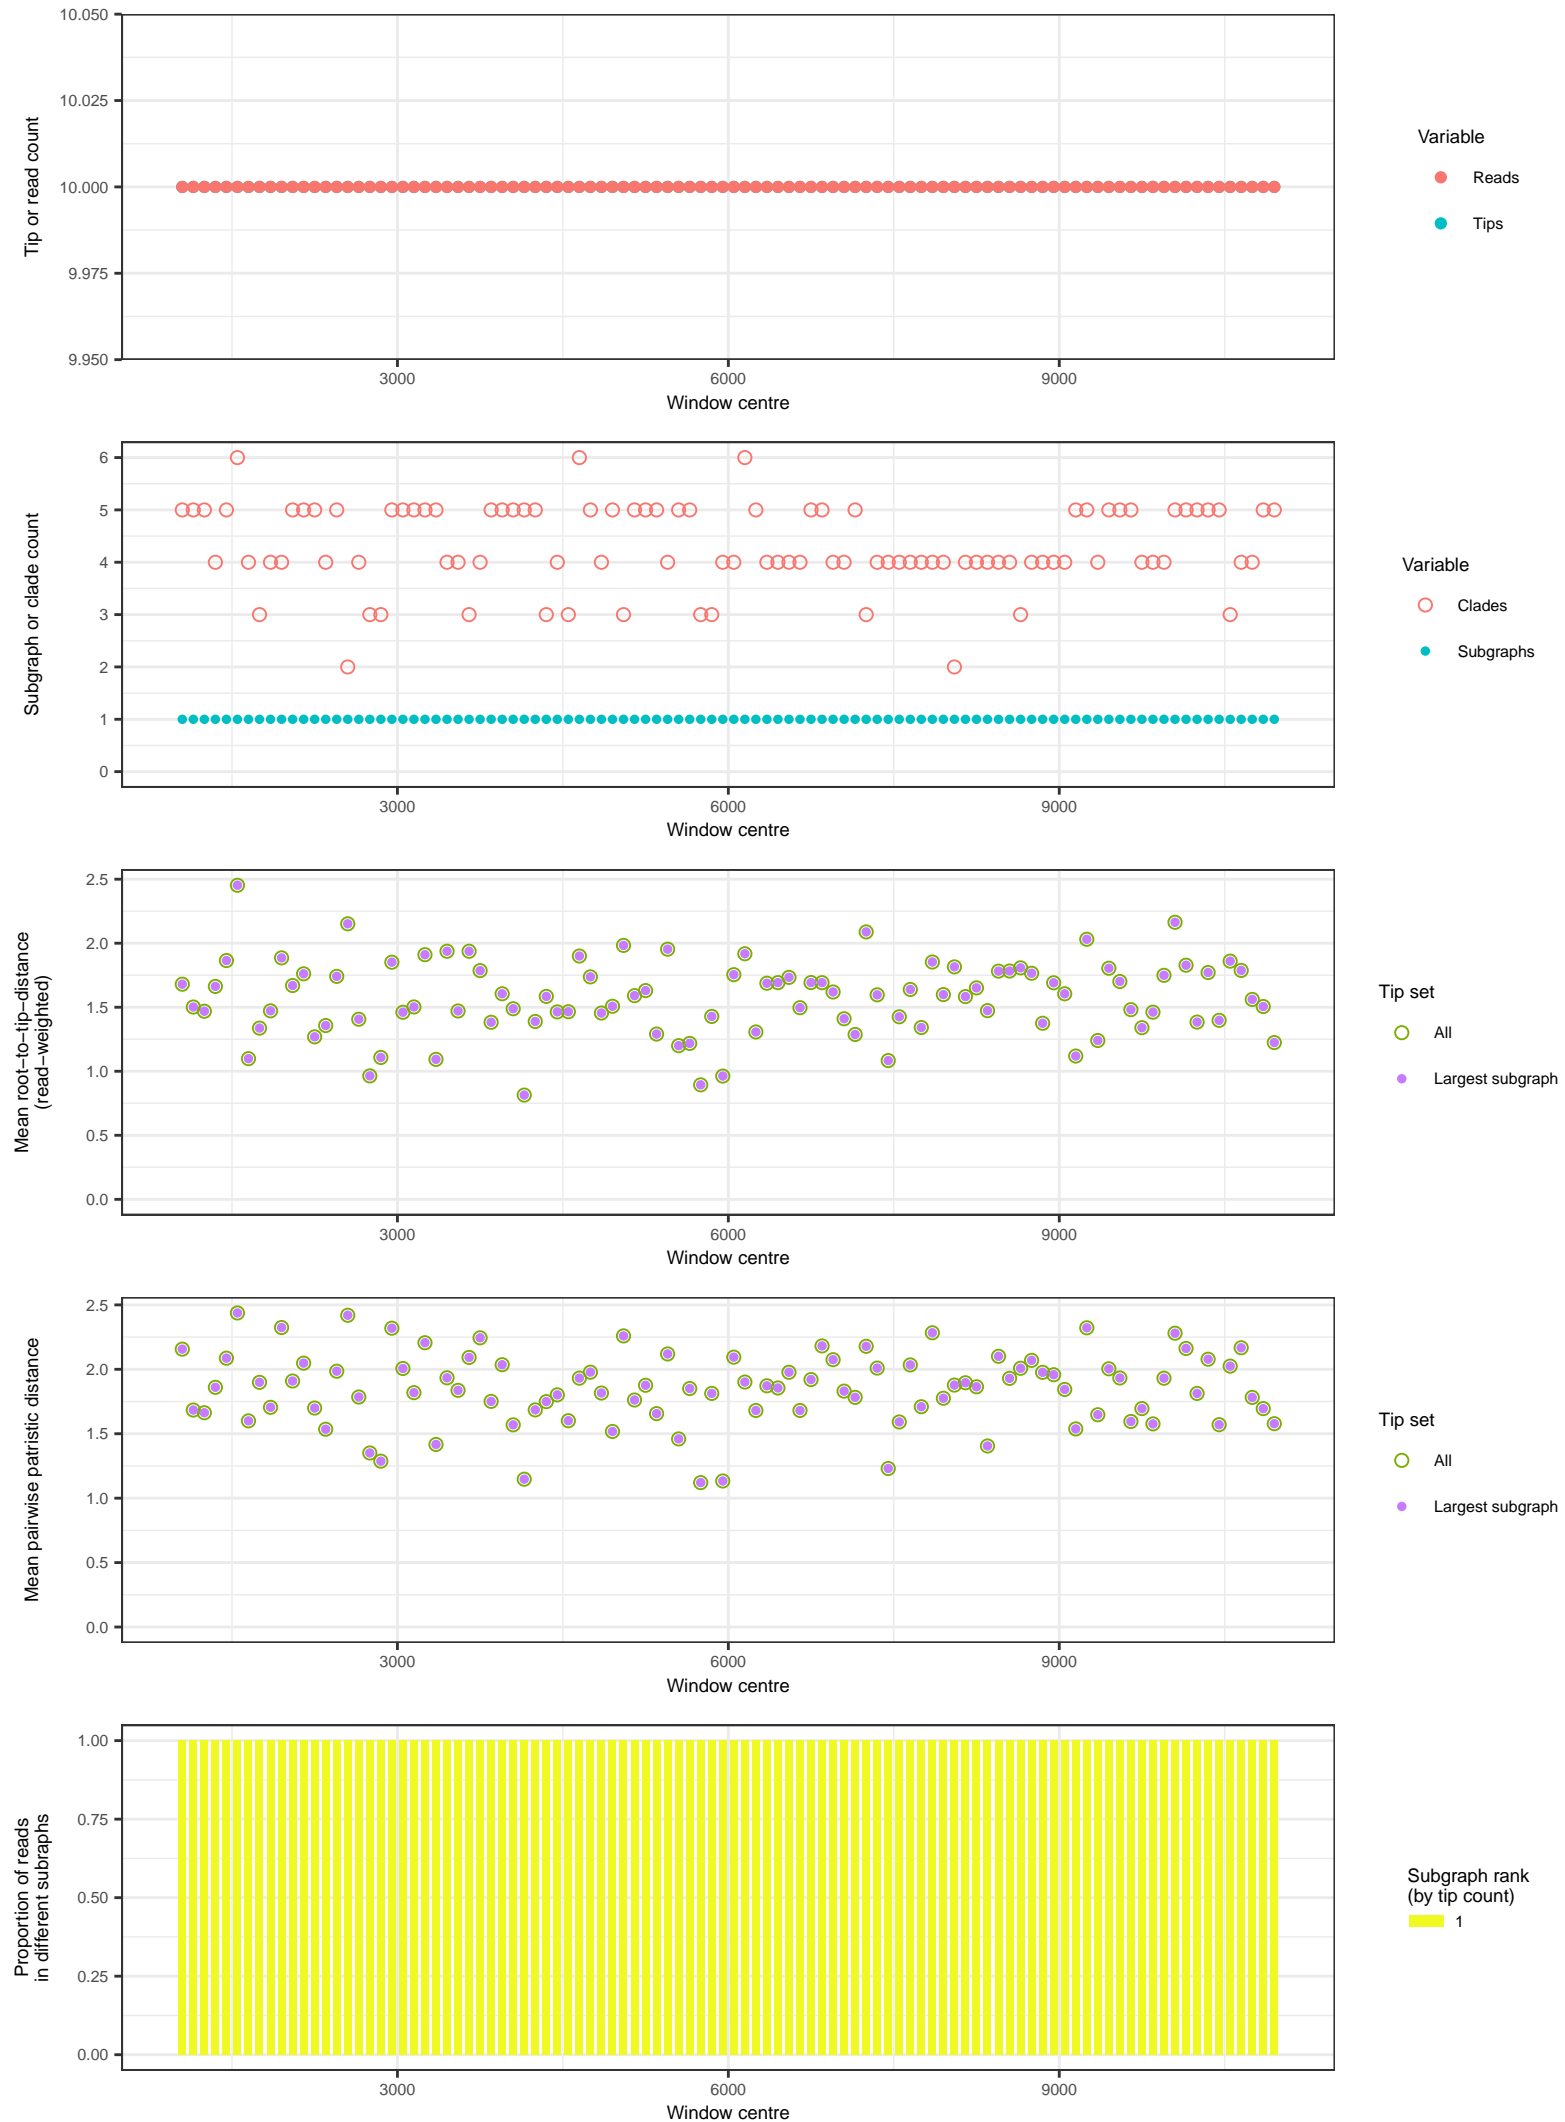 10.050
10.025
10.000
9.975
9.950
Tip or read count
3000
6000
9000
Window centre
Variable
Reads
Tips
6
5
4
3
2
1
0
Subgraph or clade count
3000
6000
9000
Window centre
Variable
Clades
Subgraphs
2.5
2.0
1.5
1.0
0.5
0.0
Mean root−to−tip−distance
(read−weighted)
3000
6000
9000
Window centre
Tip set
All
Largest subgraph
2.5
2.0
1.5
1.0
0.5
0.0
Mean pairwise patristic distance
3000
6000
9000
Window centre
Tip set
All
Largest subgraph
1.00
0.75
0.50
0.25
0.00
Proportion of reads
in different subraphs
3000
6000
9000
Window centre
Subgraph rank
(by tip count)
1